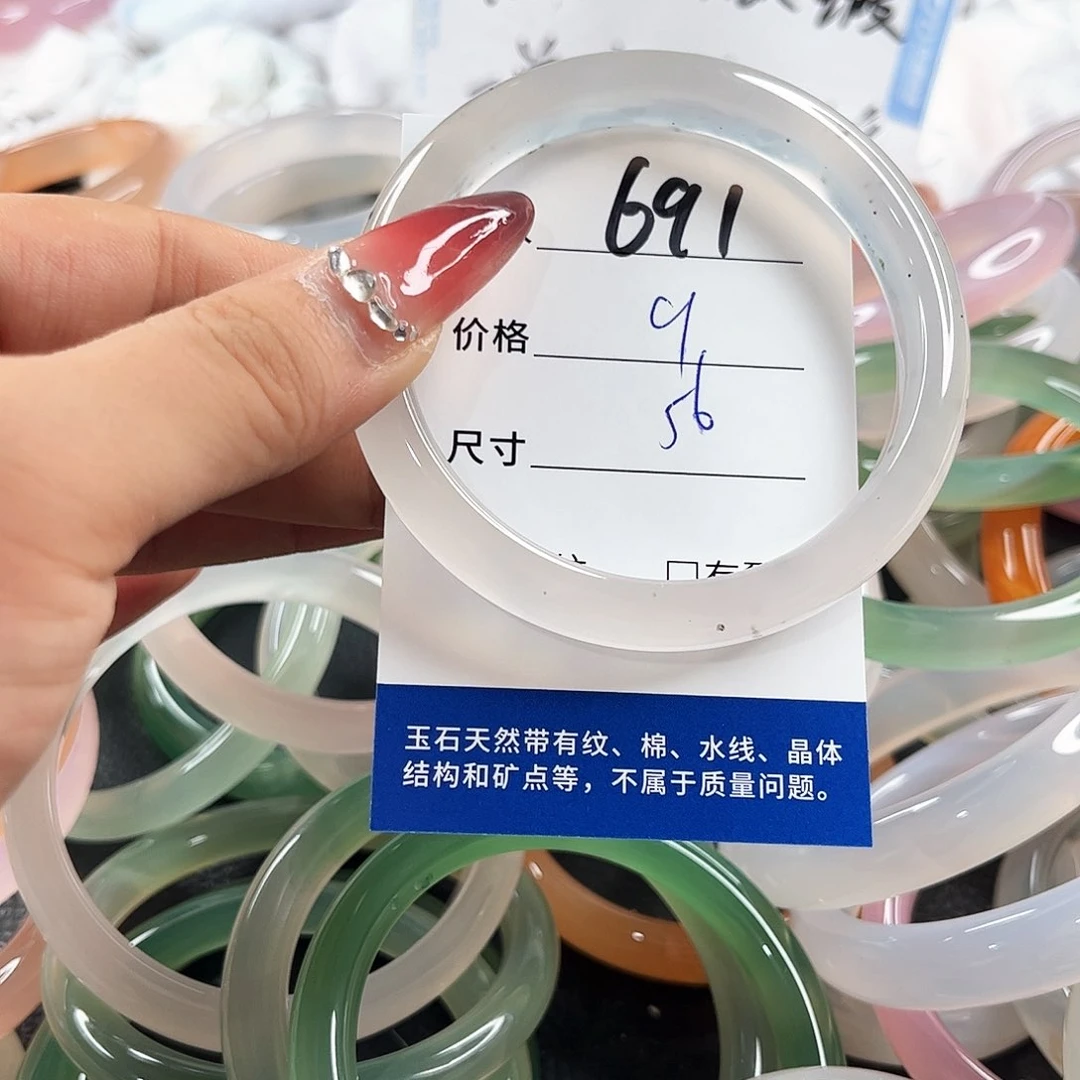 691
价格 9
尺寸 56
玉石天然带有纹、棉、水线、晶体
结构和矿点等，不属于质量问题。